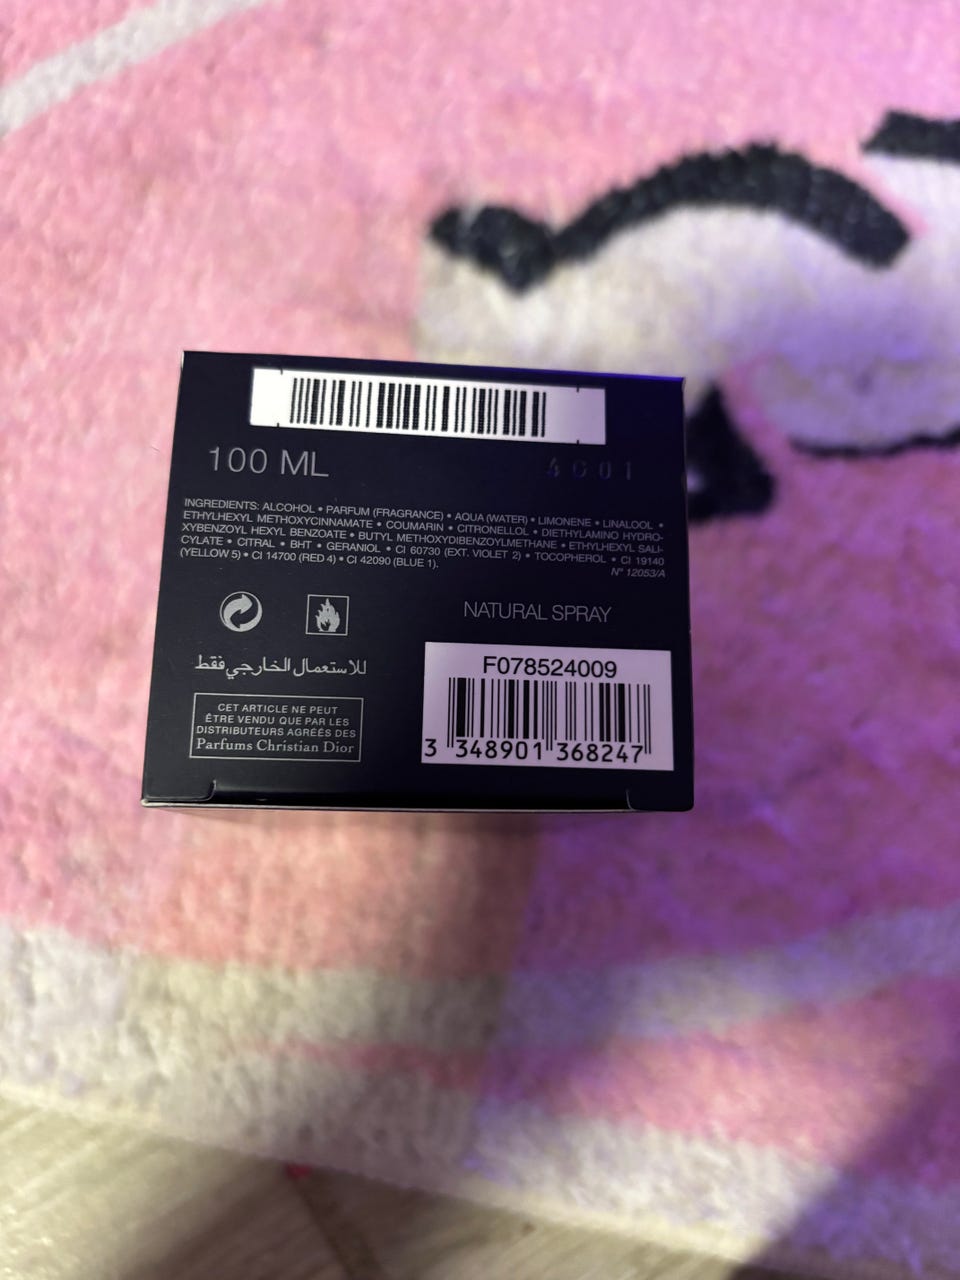 100 ML
4C01
INGREDIENTS: ALCOHOL • PARFUM (FRAGRANCE) • AQUA (WATER) • LIMONENE • LINALOOL •
ETHYLHEXYL METHOXYCINNAMATE • COUMARIN • CITRONELLOL • DIETHYLAMINO HYDRO-
XYBENZOYL HEXYL BENZOATE • BUTYL METHOXYDIBENZOYLMETHANE • ETHYLHEXYL SALI-
CYLATE • CITRAL • BHT • GERANIOL • CI 60730 (EXT. VIOLET 2) • TOCOPHEROL • CI 19140
(YELLOW 5) • CI 14700 (RED 4) • CI 42090 (BLUE 1).
N° 12053/A
NATURAL SPRAY
للاستعمال الخارجي فقط
CET ARTICLE NE PEUT
ÊTRE VENDU QUE PAR LES
DISTRIBUTEURS AGRÉÉS DES
Parfums Christian Dior
F078524009
3 348901 368247